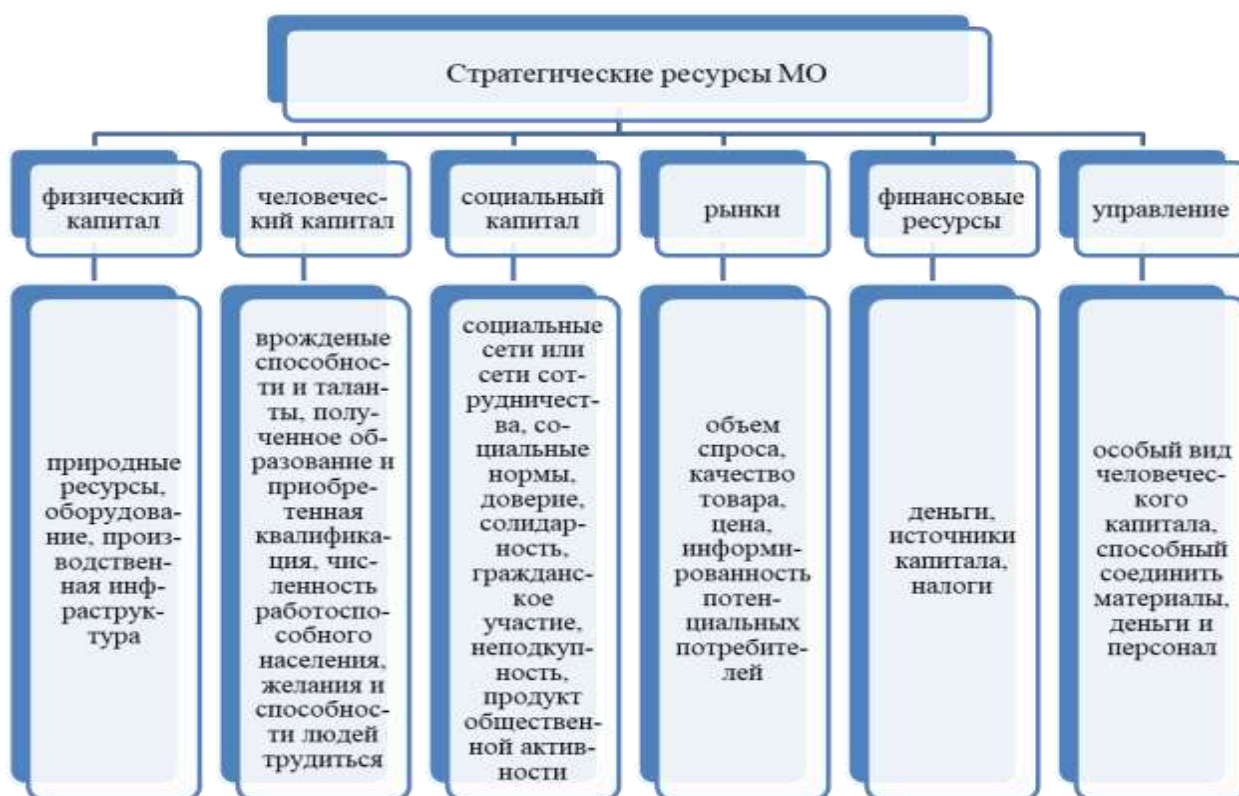 Стратегические ресурсы МО
физический
капитал
человечес-
кий капитал
социальный
капитал
рынки
финансовые
ресурсы
управление
природные
ресурсы,
оборудова-
ние, произ-
водствен-
ная инф-
раструк-
тура
врожденые
способнос-
ти и талан-
ты, полу-
ченное об-
разование и
приобре-
тенная
квалифика-
ция, чис-
ленность
работоспо-
собного
населения,
желания и
способнос-
ти людей
трудиться
социальные
сети или
сети сот-
рудничест-
ва, со-
циальные
нормы,
доверие,
солидар-
ность,
гражданс-
кое
участие,
неподкуп-
ность,
продукт
обществен-
ной актив-
ности
объем
спроса,
качество
товара,
цена,
информи-
рованность
потен-
циальных
потребите-
лей
деньги,
источники
капитала,
налоги
особый вид
человечес-
кого
капитала,
способный
соединить
материалы,
деньги и
персонал